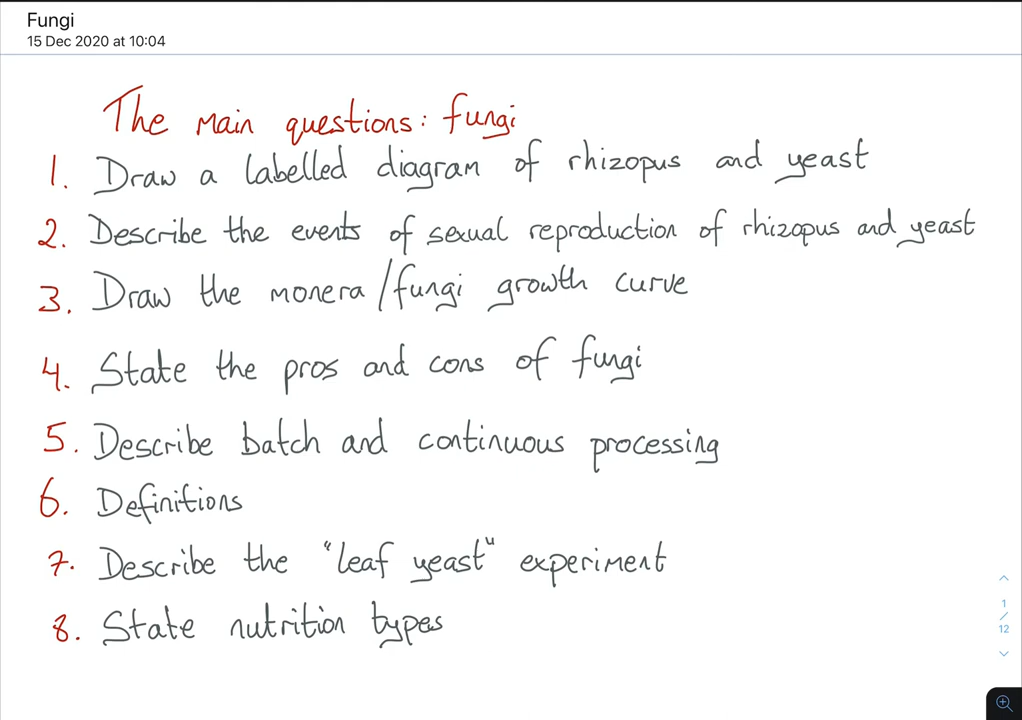 Fungi
15 Dec 2020 at 10:04
The main questions: fungi
1. Draw a labelled diagram of rhizopus and yeast
2. Describe the events of sexual reproduction of rhizopus and yeast
3. Draw the monera/fungi growth curve
4. State the pros and cons of fungi
5. Describe batch and continuous processing
6. Definitions
7. Describe the "leaf yeast" experiment
8. State nutrition types
1
/
12